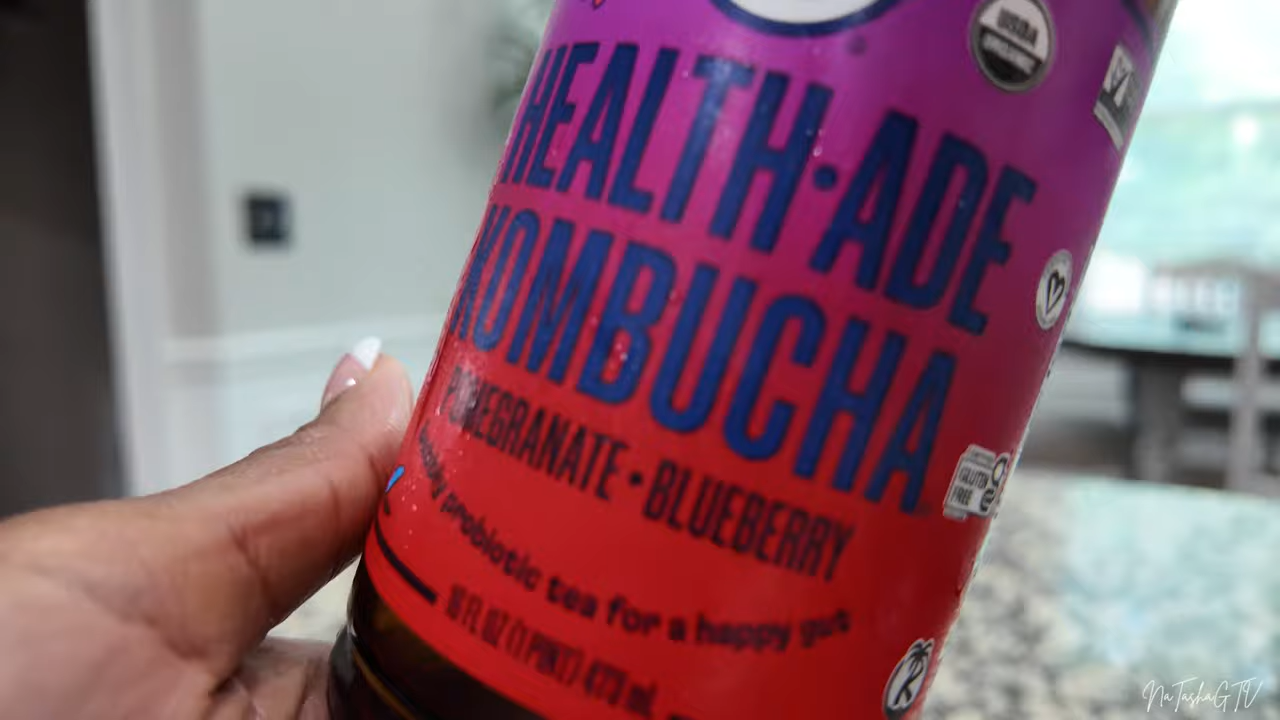 USDA
ORGANIC
HEALTH·ADE
KOMBUCHA
POMEGRANATE · BLUEBERRY
bubbly probiotic tea for a happy gut
16 FL OZ (1 PINT) 473 mL
GLUTEN
FREE
K
NaTashaGTV